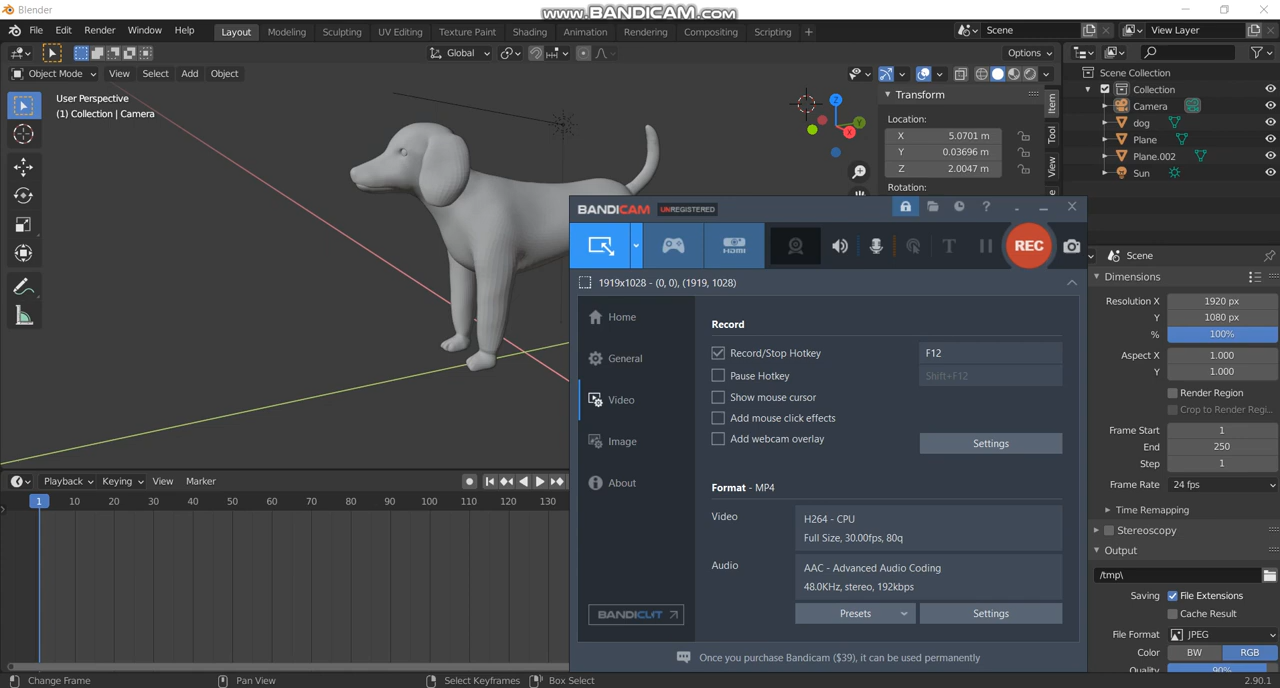 Blender
www.BANDICAM.com
File Edit Render Window Help
Layout Modeling Sculpting UV Editing Texture Paint Shading Animation Rendering Compositing Scripting +
Scene
View Layer
Global
Options
Object Mode View Select Add Object
User Perspective
(1) Collection | Camera
Z
Y
X
Transform
Location:
X 5.0701 m
Y 0.03696 m
Z 2.0047 m
Rotation:
Item
Tool
View
Scene Collection
Collection
Camera
dog
Plane
Plane.002
Sun
BANDICAM UNREGISTERED
HDMI
T
REC
1919x1028 - (0, 0), (1919, 1028)
Home
General
Video
Image
About
BANDICUT
Record
Record/Stop Hotkey F12
Pause Hotkey Shift+F12
Show mouse cursor
Add mouse click effects
Add webcam overlay
Settings
Format - MP4
Video
H264 - CPU
Full Size, 30.00fps, 80q
Audio
AAC - Advanced Audio Coding
48.0KHz, stereo, 192kbps
Presets Settings
Once you purchase Bandicam ($39), it can be used permanently
Scene
Dimensions
Resolution X 1920 px
Y 1080 px
% 100%
Aspect X 1.000
Y 1.000
Render Region
Crop to Render Regi...
Frame Start 1
End 250
Step 1
Frame Rate 24 fps
Time Remapping
Stereoscopy
Output
/tmp\
Saving File Extensions
Cache Result
File Format JPEG
Color BW RGB
Quality 90%
Playback Keying View Marker
1 10 20 30 40 50 60 70 80 90 100 110 120 130
Change Frame Pan View Select Keyframes Box Select
2.90.1